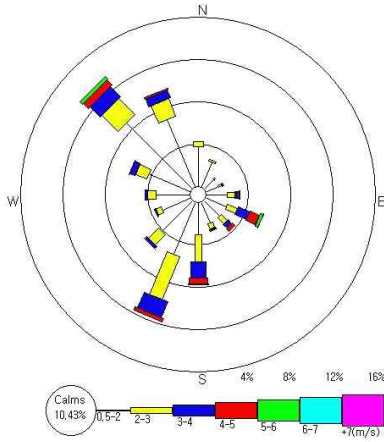 N
W
E
S
4%
8%
12%
16%
Calms
10,43%
0,5-2
2-3
3-4
4-5
5-6
6-7
+7(m/s)